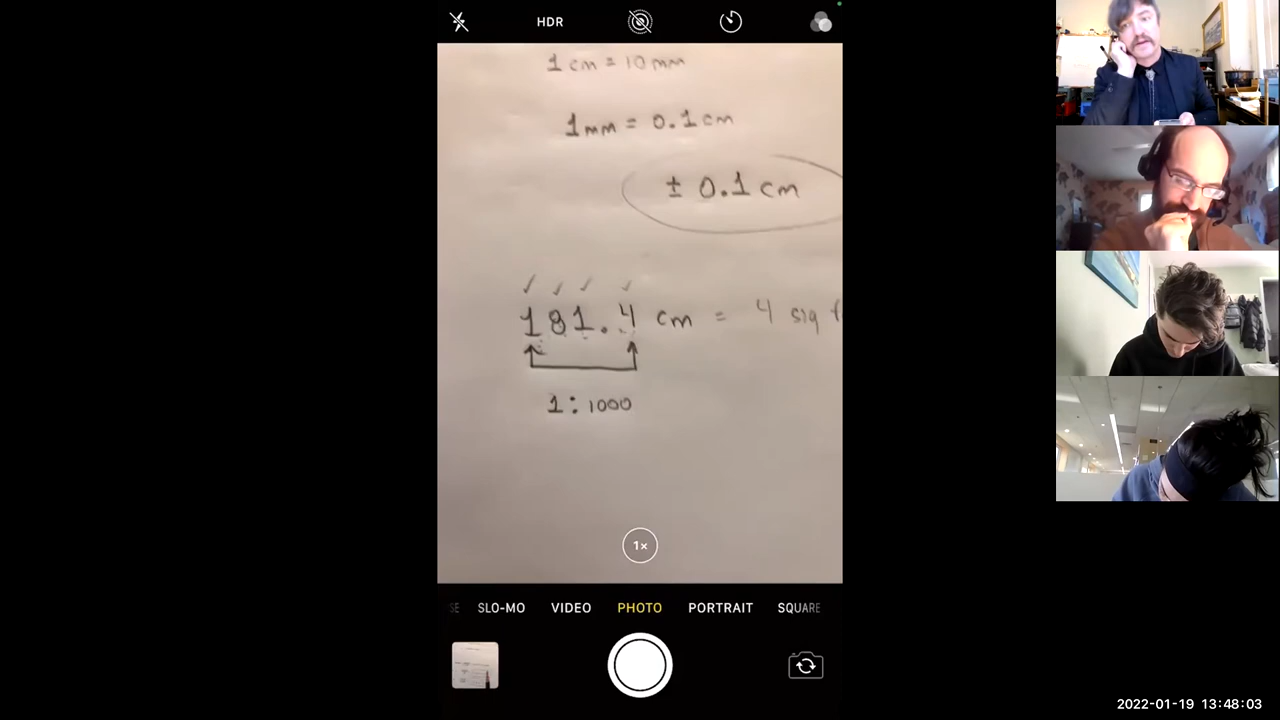 HDR
1 cm = 10 mm
1 mm = 0.1 cm
± 0.1 cm
181.4 cm = 4 sig f
1 : 1000
1×
SE SLO-MO VIDEO PHOTO PORTRAIT SQUARE
2022-01-19 13:48:03